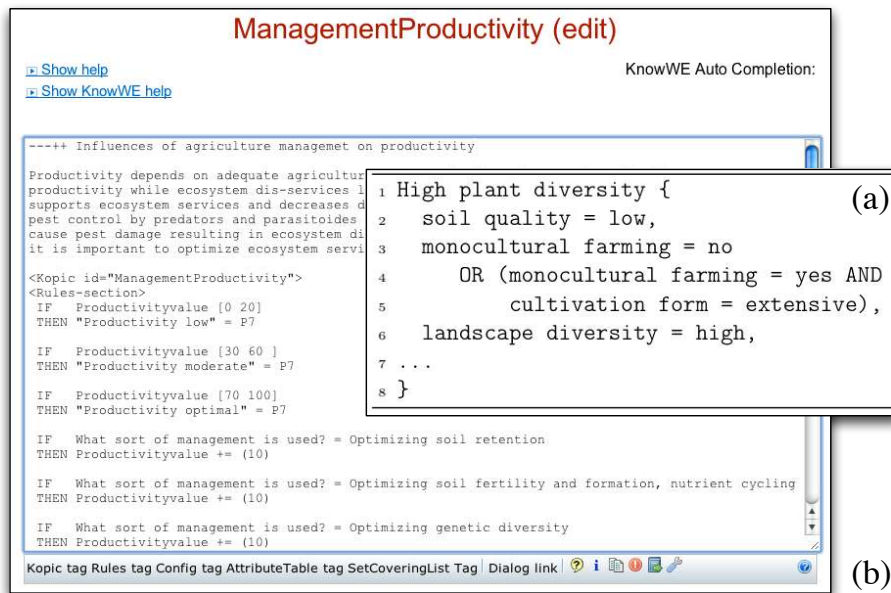 ManagementProductivity (edit)
Show help
KnowWE Auto Completion:
Show KnowWE help
---++ Influences of agriculture managemet on productivity
Productivity depends on adequate agricultur
productivity while ecosystem dis-services l
supports ecosystem services and decreases d
pest control by predators and parasitoides
cause pest damage resulting in ecosystem di
it is important to optimize ecosystem servi
<Kopic id="ManagementProductivity">
<Rules-section>
IF Productivityvalue [0 20]
THEN "Productivity low" = P7
IF Productivityvalue [30 60 ]
THEN "Productivity moderate" = P7
IF Productivityvalue [70 100]
THEN "Productivity optimal" = P7
IF What sort of management is used? = Optimizing soil retention
THEN Productivityvalue += (10)
IF What sort of management is used? = Optimizing soil fertility and formation, nutrient cycling
THEN Productivityvalue += (10)
IF What sort of management is used? = Optimizing genetic diversity
THEN Productivityvalue += (10)
Kopic tag Rules tag Config tag AttributeTable tag SetCoveringList Tag Dialog link
(a)
1 High plant diversity {
2 soil quality = low,
3 monocultural farming = no
4 OR (monocultural farming = yes AND
5 cultivation form = extensive),
6 landscape diversity = high,
7 ...
8 }
(b)